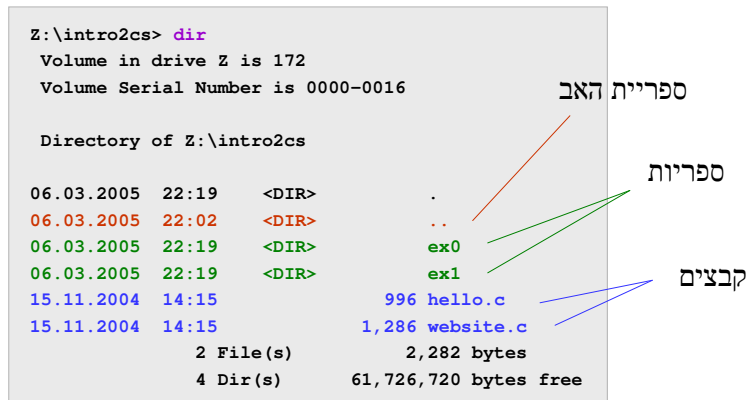 Z:\intro2cs> dir
Volume in drive Z is 172
Volume Serial Number is 0000-0016
ספריית האב
Directory of Z:\intro2cs
ספריות
06.03.2005 22:19 <DIR> .
06.03.2005 22:02 <DIR> ..
06.03.2005 22:19 <DIR> ex0
06.03.2005 22:19 <DIR> ex1
קבצים
15.11.2004 14:15 996 hello.c
15.11.2004 14:15 1,286 website.c
2 File(s) 2,282 bytes
4 Dir(s) 61,726,720 bytes free